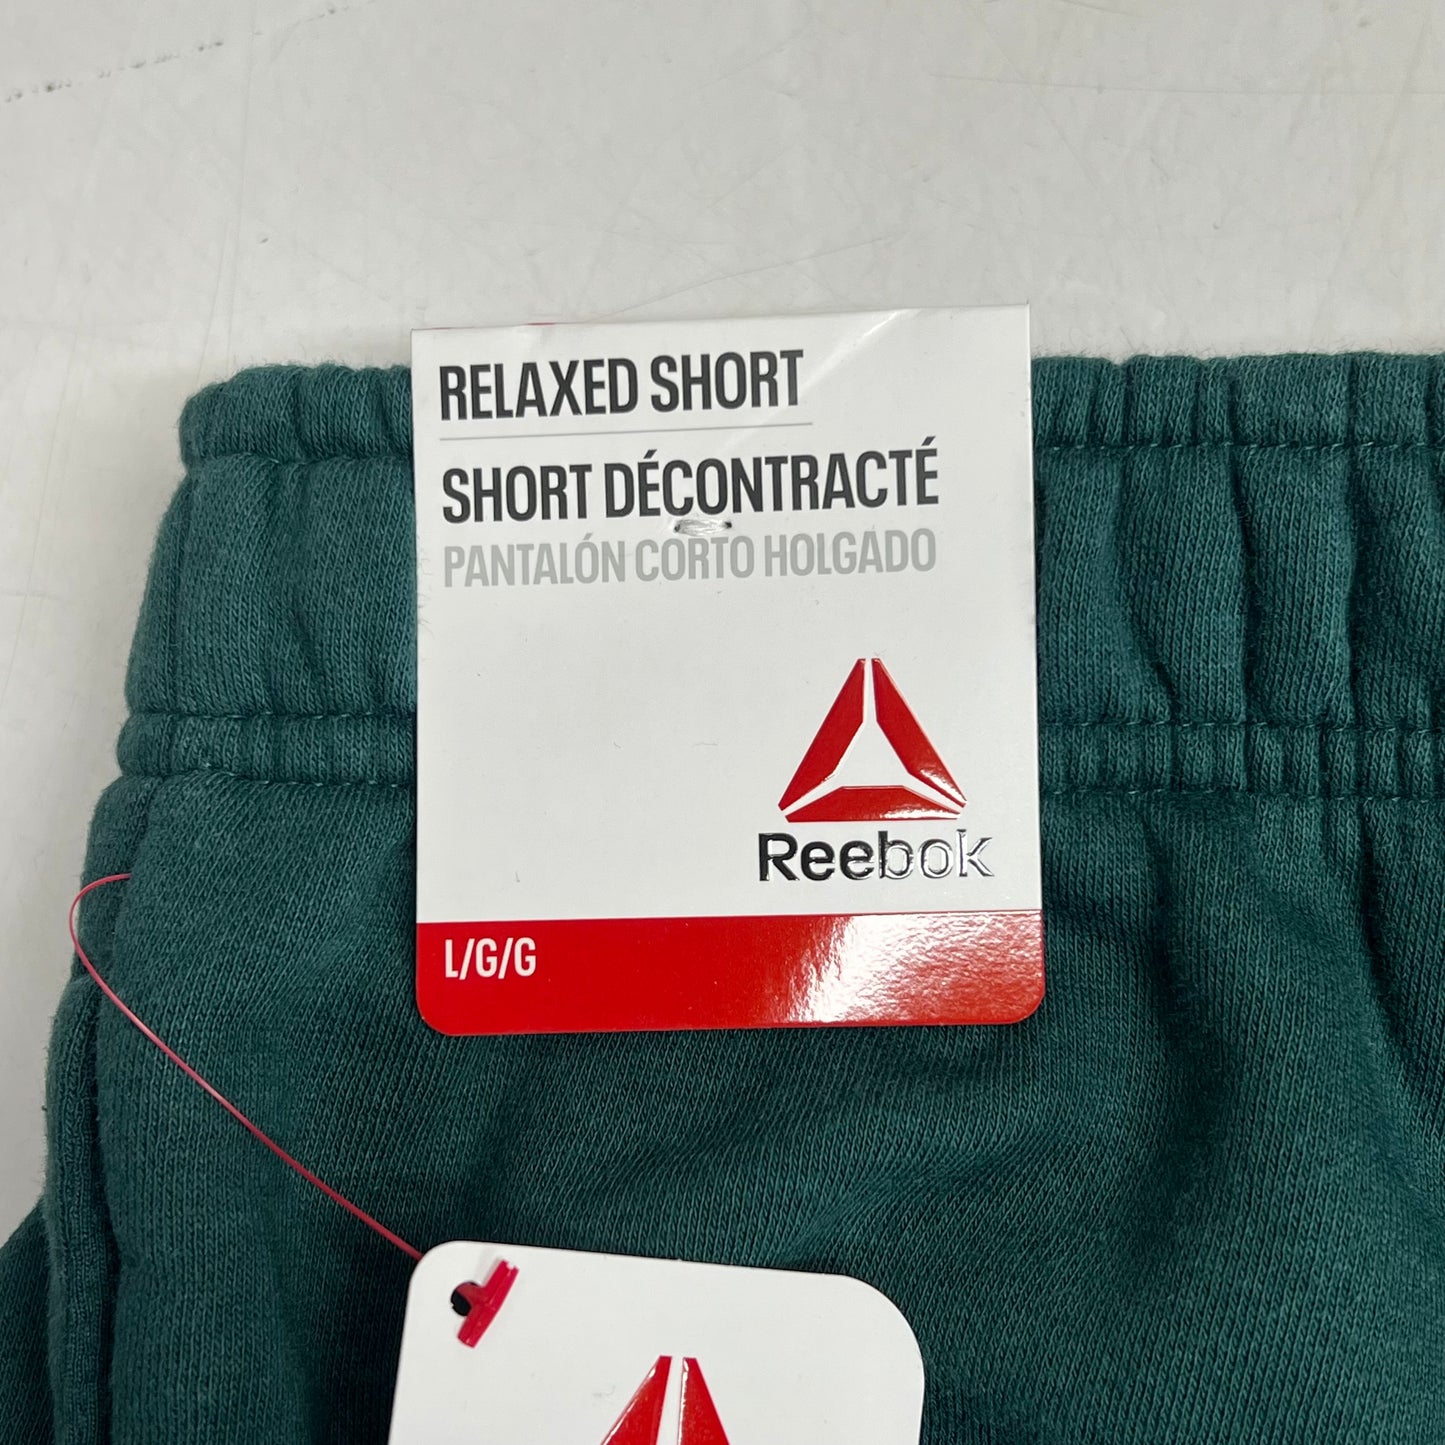 RELAXED SHORT
SHORT DÉCONTRACTÉ
PANTALÓN CORTO HOLGADO
Reebok
L/G/G